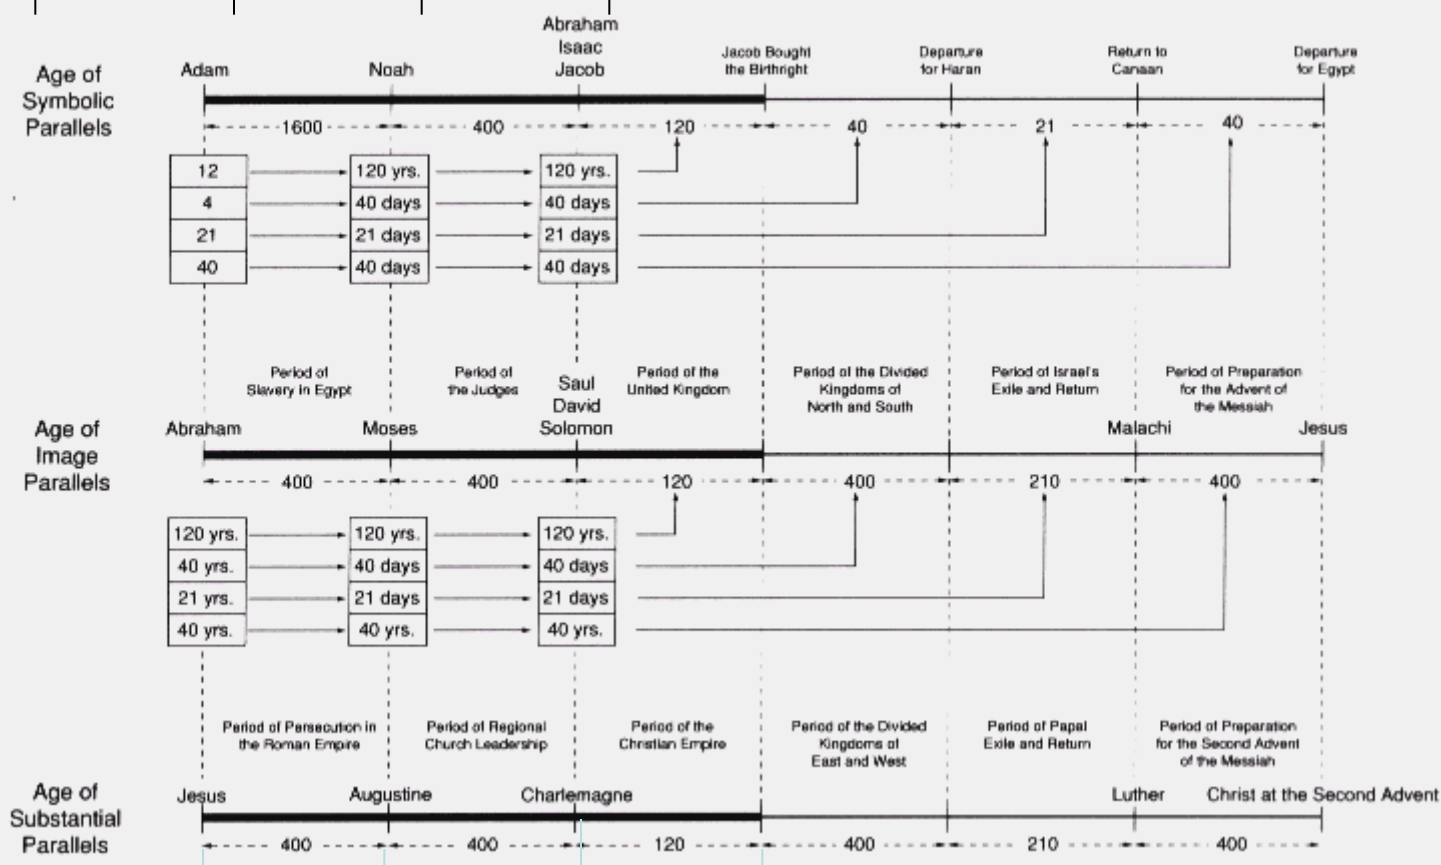 Abraham
Isaac
Jacob
Adam
Noah
Jacob Bought
the Birthright
Departure
for Haran
Return to
Canaan
Departure
for Egypt
Age of
Symbolic
Parallels
1600 400 120 40 21 40
12 120 yrs. 120 yrs.
4 40 days 40 days
21 21 days 21 days
40 40 days 40 days
Period of
Slavery in Egypt
Period of
the Judges
Saul
David
Solomon
Period of the
United Kingdom
Period of the Divided
Kingdoms of
North and South
Period of Israel's
Exile and Return
Period of Preparation
for the Advent of
the Messiah
Age of
Image
Parallels
Abraham
Moses
Malachi
Jesus
400 400 120 400 210 400
120 yrs. 120 yrs. 120 yrs.
40 yrs. 40 days 40 days
21 yrs. 21 days 21 days
40 yrs. 40 yrs. 40 yrs.
Period of Persecution in
the Roman Empire
Period of Regional
Church Leadership
Period of the
Christian Empire
Period of the Divided
Kingdoms of
East and West
Period of Papal
Exile and Return
Period of Preparation
for the Second Advent
of the Messiah
Age of
Substantial
Parallels
Jesus
Augustine
Charlemagne
Luther
Christ at the Second Advent
400 400 120 400 210 400